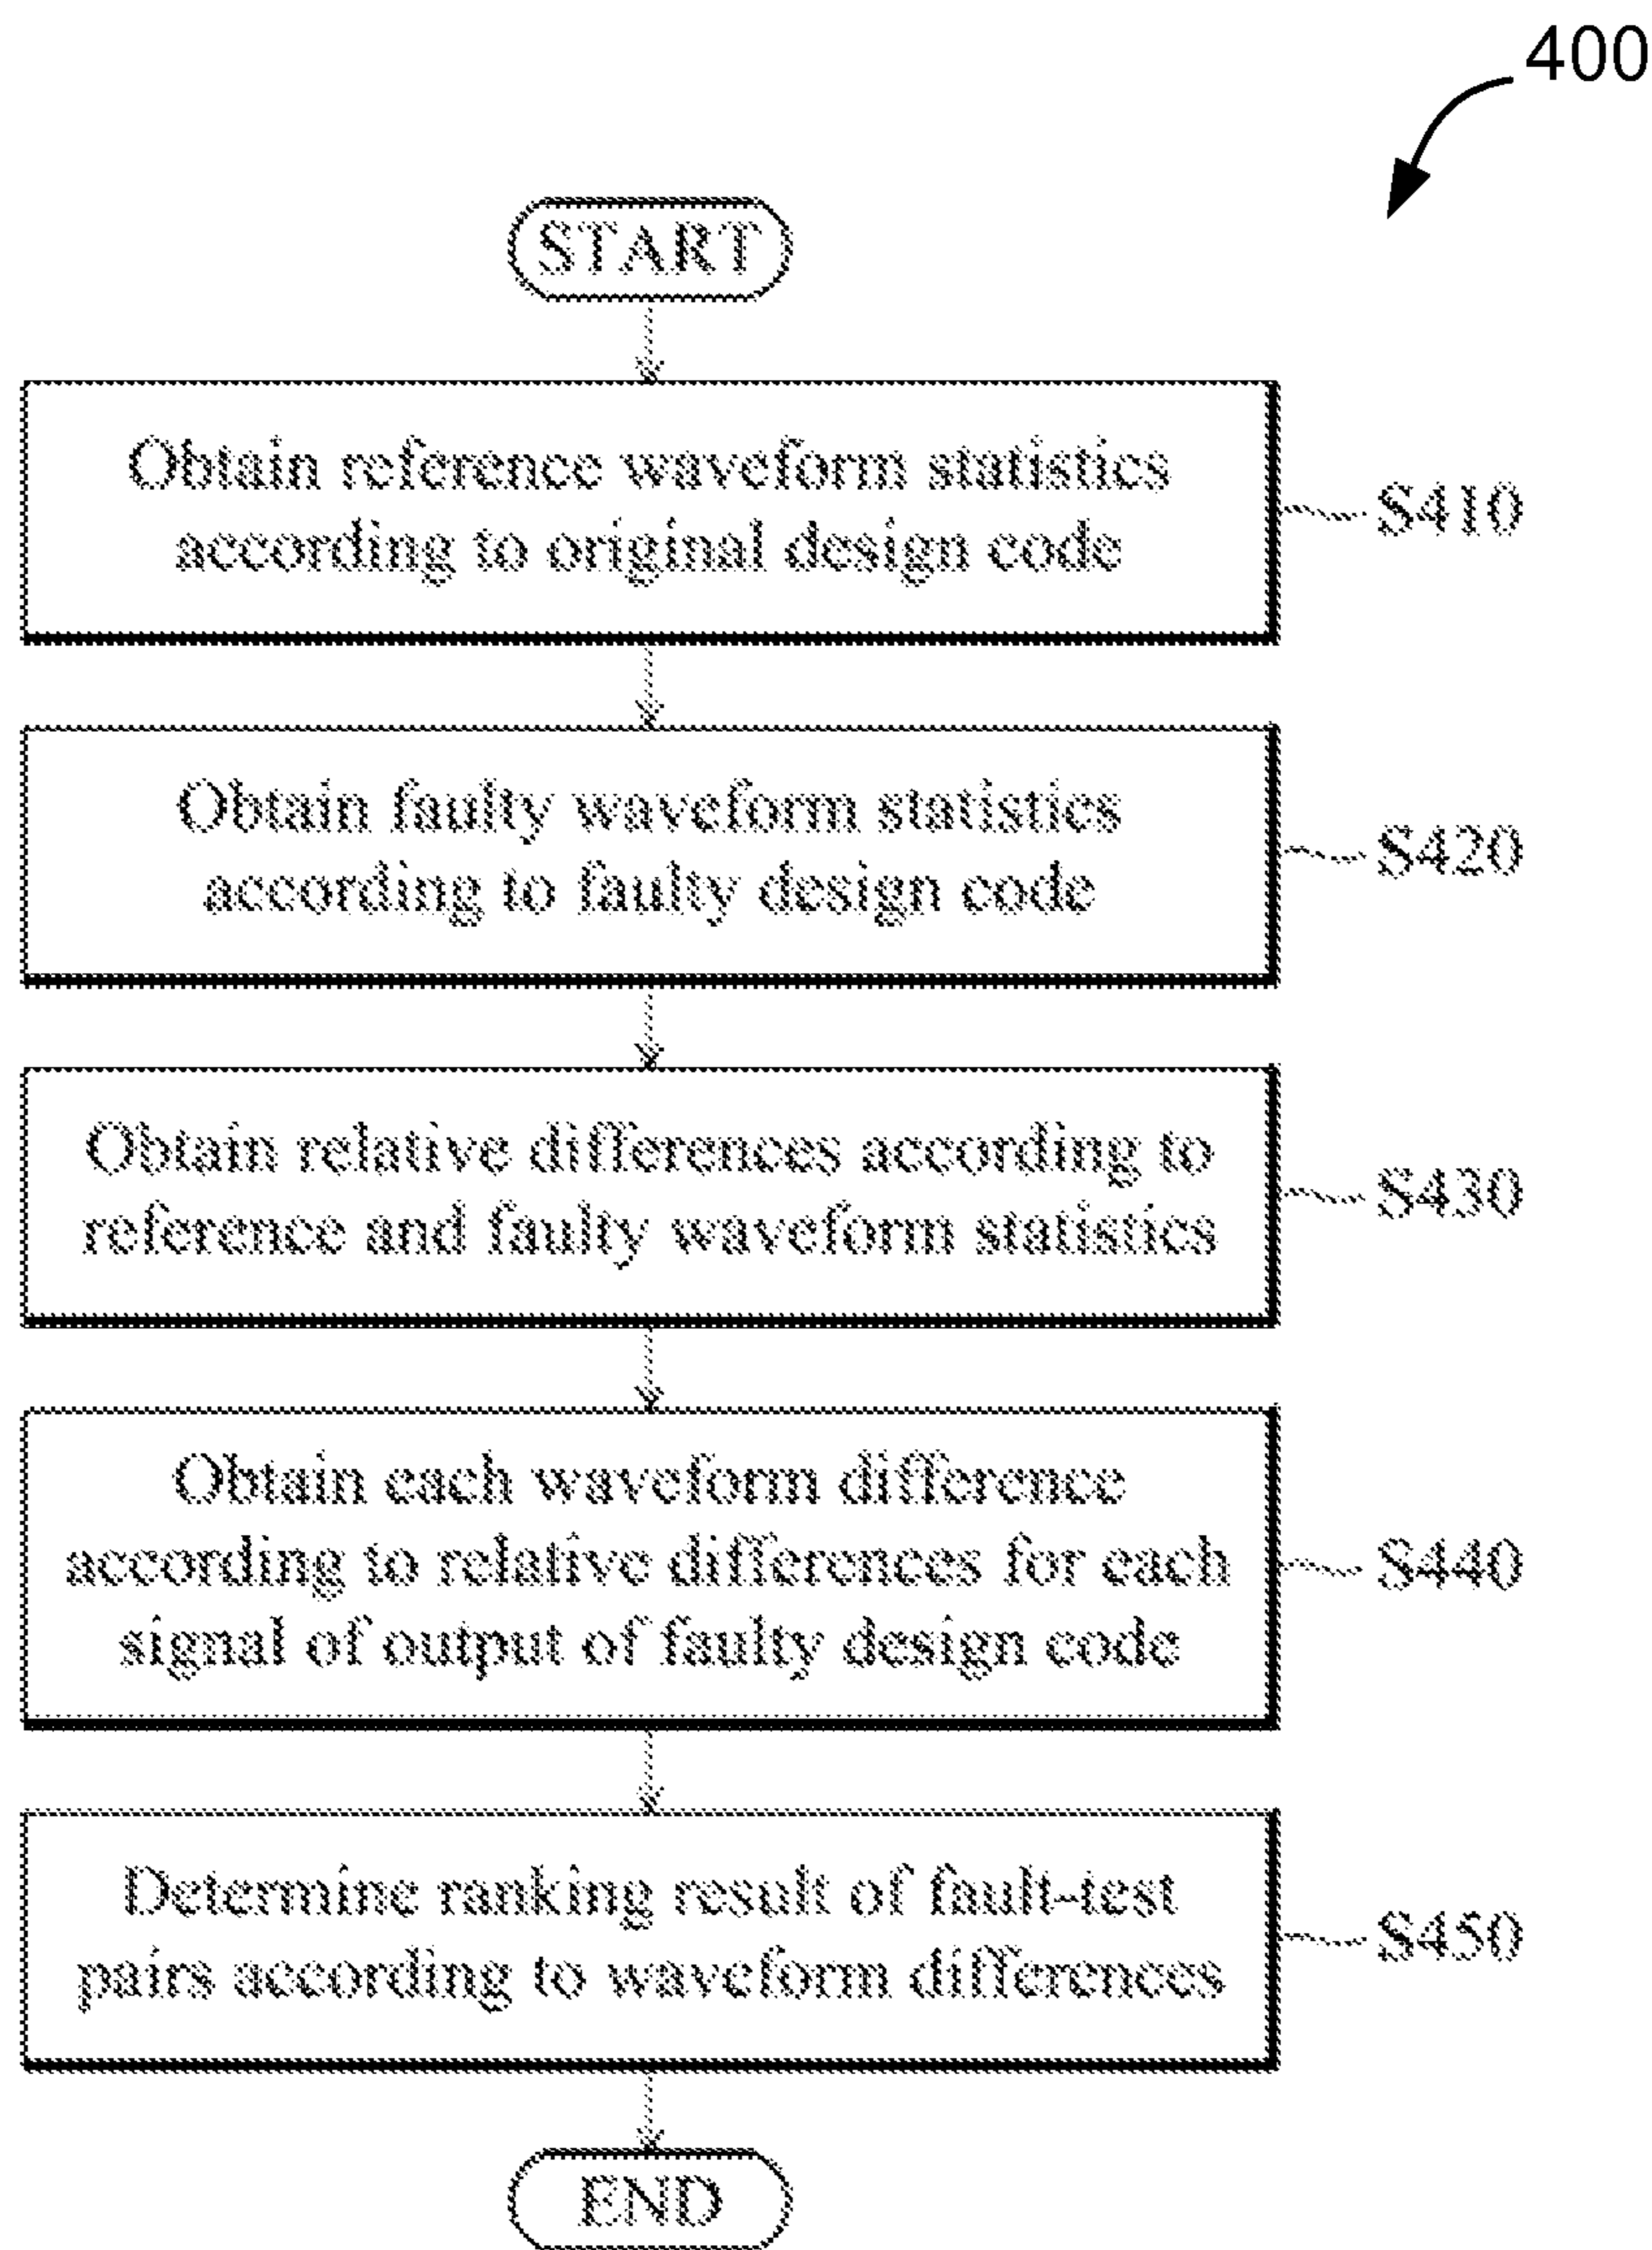 400
START
Obtain reference waveform statistics
according to original design code
S410
Obtain faulty waveform statistics
according to faulty design code
S420
Obtain relative differences according to
reference and faulty waveform statistics
S430
Obtain each waveform difference
according to relative differences for each
signal of output of faulty design code
S440
Determine ranking result of fault-test
pairs according to waveform differences
S450
END